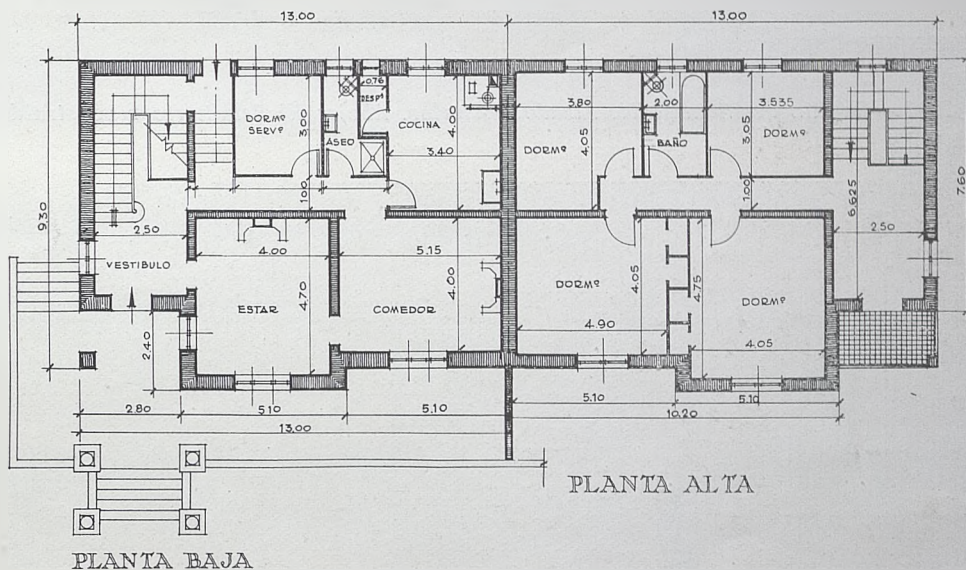 13.00
13.00
DORMº
SERVº
3.00
ASEO
0.76
DESPª
COCINA
4.00
3.40
3.80
4.05
DORMº
2.00
BAÑO
3.535
3.05
DORMº
1.00
1.00
6.625
7.60
9.30
2.50
2.50
VESTIBULO
4.00
4.70
ESTAR
5.15
4.00
COMEDOR
4.05
DORMº
4.90
4.75
DORMº
4.05
2.40
2.80
5.10
5.10
13.00
5.10
5.10
10.20
PLANTA ALTA
PLANTA BAJA